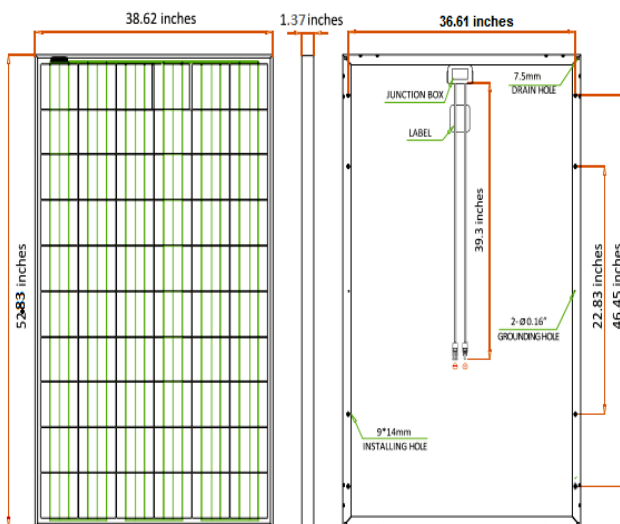 38.62 inches
1.37 inches
36.61 inches
7.5mm
DRAIN HOLE
JUNCTION BOX
LABEL
39.3 inches
52.83 inches
22.83 inches
46.45 inches
2-Ø0.16"
GROUNDING HOLE
9*14mm
INSTALLING HOLE